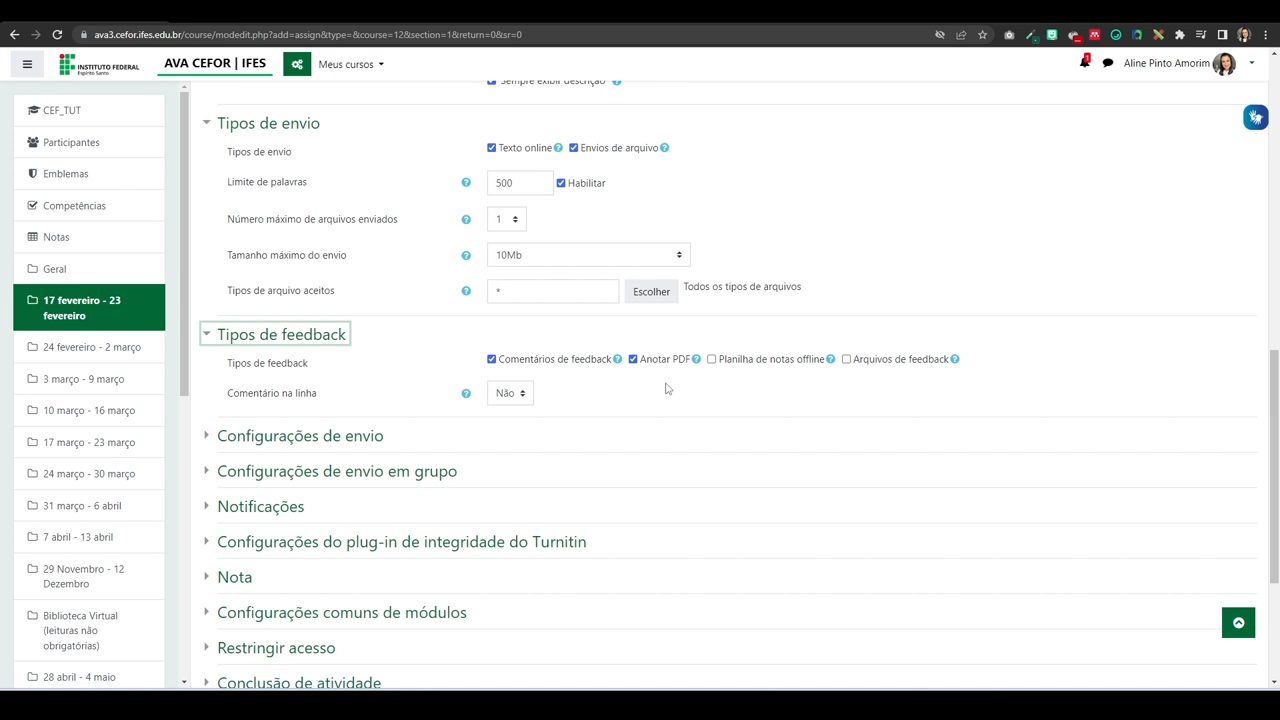 ava3.cefor.ifes.edu.br/course/modedit.php?add=assign&type=&course=12&section=1&return=0&sr=0
INSTITUTO FEDERAL
Espírito Santo
AVA CEFOR | IFES
Meus cursos
1
Aline Pinto Amorim
CEF_TUT
Participantes
Emblemas
Competências
Notas
Geral
17 fevereiro - 23
fevereiro
24 fevereiro - 2 março
3 março - 9 março
10 março - 16 março
17 março - 23 março
24 março - 30 março
31 março - 6 abril
7 abril - 13 abril
29 Novembro - 12
Dezembro
Biblioteca Virtual
(leituras não
obrigatórias)
28 abril - 4 maio
Sempre exibir descrição
Tipos de envio
Tipos de envio
Texto online
Envios de arquivo
Limite de palavras
500
Habilitar
Número máximo de arquivos enviados
1
Tamanho máximo do envio
10Mb
Tipos de arquivo aceitos
*
Escolher
Todos os tipos de arquivos
Tipos de feedback
Tipos de feedback
Comentários de feedback
Anotar PDF
Planilha de notas offline
Arquivos de feedback
Comentário na linha
Não
Configurações de envio
Configurações de envio em grupo
Notificações
Configurações do plug-in de integridade do Turnitin
Nota
Configurações comuns de módulos
Restringir acesso
Conclusão de atividade